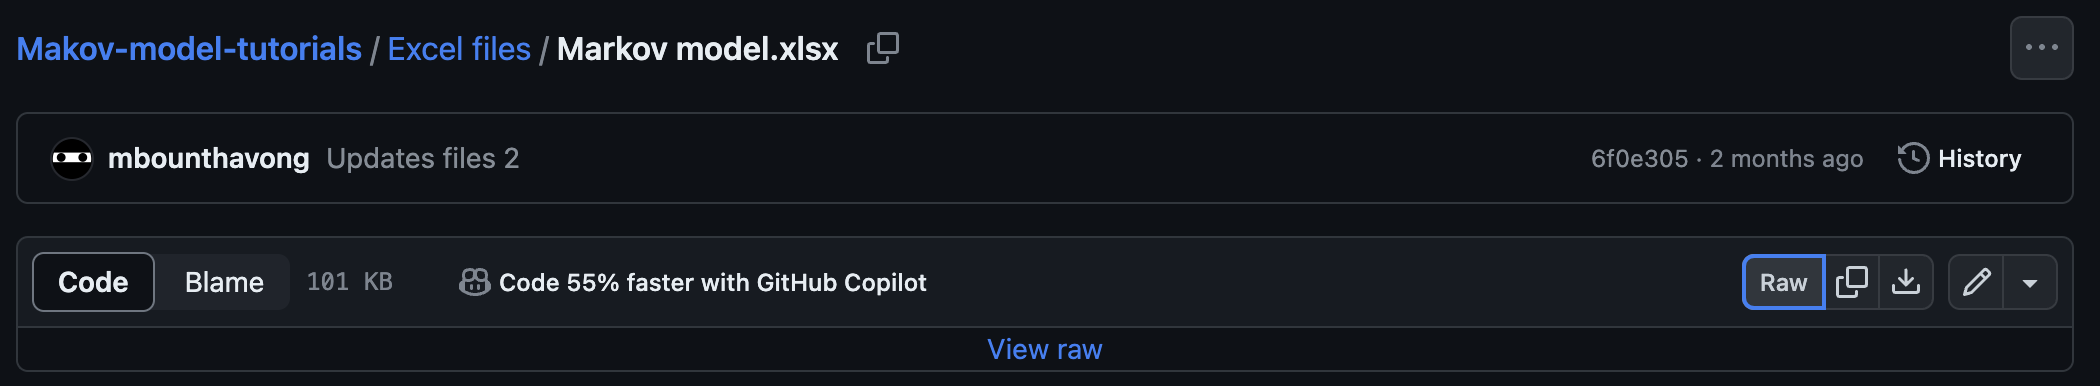 Makov-model-tutorials / Excel files / Markov model.xlsx
mbounthavong Updates files 2 6f0e305 · 2 months ago History
Code Blame 101 KB Code 55% faster with GitHub Copilot Raw
View raw